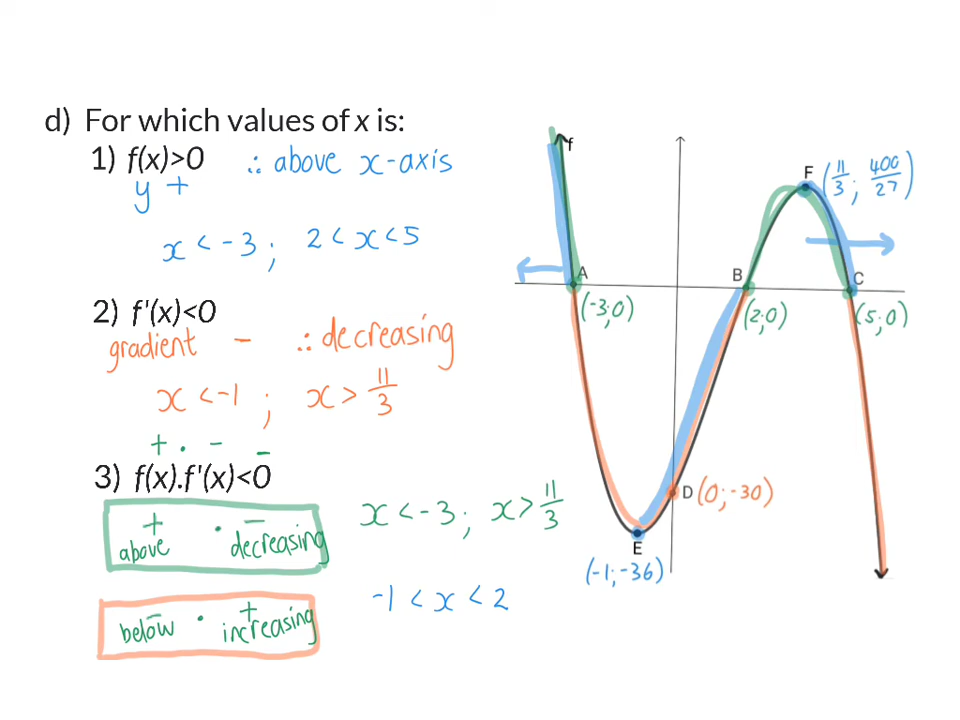 d) For which values of x is:
1) f(x)>0 ∴ above x-axis
y +
x < -3 ; 2 < x < 5
2) f'(x)<0
gradient - ∴ decreasing
x < -1 ; x > 11/3
+ . - -
3) f(x).f'(x)<0
+ . -
above decreasing
x < -3 ; x > 11/3
- . +
below increasing
-1 < x < 2
f
F (11/3 ; 400/27)
A
B
C
(-3;0)
(2;0)
(5;0)
D (0;-30)
E
(-1;-36)